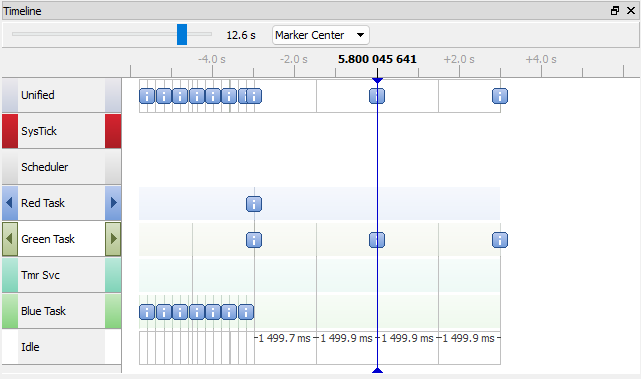 Timeline
12.6 s
Marker Center
-4.0 s
-2.0 s
5.800 045 641
+2.0 s
+4.0 s
Unified
SysTick
Scheduler
Red Task
Green Task
Tmr Svc
Blue Task
Idle
1 499.7 ms
1 499.9 ms
1 499.9 ms
1 499.9 ms